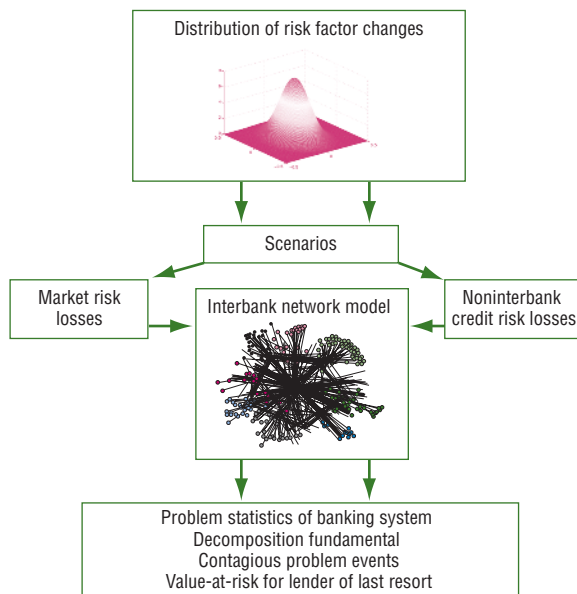 Distribution of risk factor changes
Scenarios
Market risk
losses
Interbank network model
Noninterbank
credit risk losses
Problem statistics of banking system
Decomposition fundamental
Contagious problem events
Value-at-risk for lender of last resort